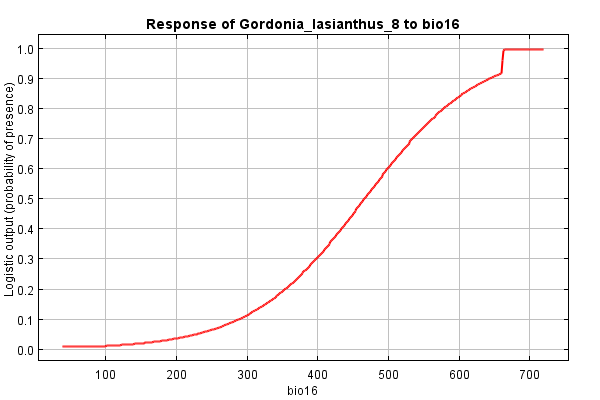 Response of Gordonia_lasianthus_8 to bio16
Logistic output (probability of presence)
1.0
0.9
0.8
0.7
0.6
0.5
0.4
0.3
0.2
0.1
0.0
100 200 300 400 500 600 700
bio16